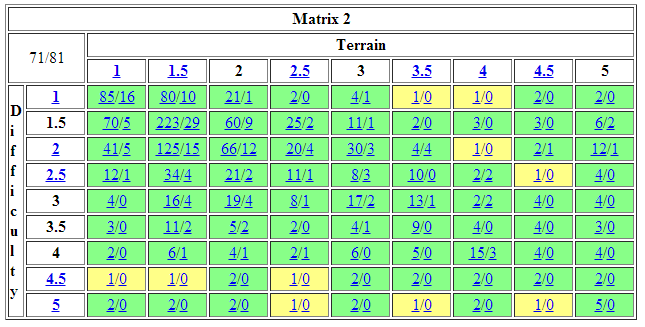 Matrix 2
71/81 Terrain
1 1.5 2 2.5 3 3.5 4 4.5 5
Difficulty
1 85/16 80/10 21/1 2/0 4/1 1/0 1/0 2/0 2/0
1.5 70/5 223/29 60/9 25/2 11/1 2/0 3/0 3/0 6/2
2 41/5 125/15 66/12 20/4 30/3 4/4 1/0 2/1 12/1
2.5 12/1 34/4 21/2 11/1 8/3 10/0 2/2 1/0 4/0
3 4/0 16/4 19/4 8/1 17/2 13/1 2/2 4/0 4/0
3.5 3/0 11/2 5/2 2/0 4/1 9/0 4/0 4/0 3/0
4 2/0 6/1 4/1 2/1 6/0 5/0 15/3 4/0 4/0
4.5 1/0 1/0 2/0 1/0 2/0 2/0 2/0 2/0 2/0
5 2/0 2/0 2/0 1/0 2/0 1/0 2/0 1/0 5/0